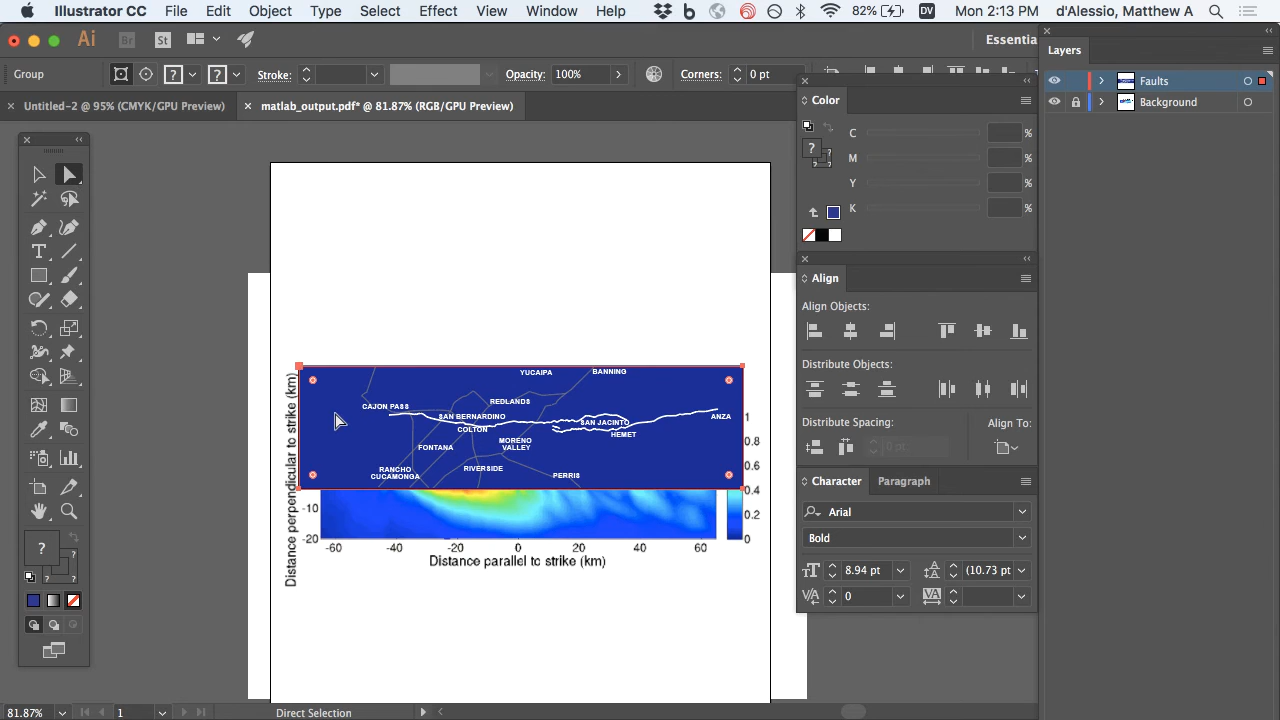 Illustrator CC File Edit Object Type Select Effect View Window Help 82% DV Mon 2:13 PM d'Alessio, Matthew A
Ai Br St Essentia
Group ? ? Stroke: Opacity: 100% Corners: 0 pt
Untitled-2 @ 95% (CMYK/GPU Preview) matlab_output.pdf* @ 81.87% (RGB/GPU Preview)
Layers
Faults
Background
Color
C %
M %
Y %
K %
?
Align
Align Objects:
Distribute Objects:
Distribute Spacing: Align To:
0 pt
Character Paragraph
Arial
Bold
8.94 pt (10.73 pt
0
T
?
?
Distance perpendicular to strike (km)
YUCAIPA BANNING
CAJON PASS REDLANDS
SAN BERNARDINO ANZA
COLTON SAN JACINTO
HEMET
FONTANA MORENO
VALLEY
RANCHO RIVERSIDE
CUCAMONGA PERRIS
1
0.8
0.6
0.4
0.2
0
-10
-20
-60 -40 -20 0 20 40 60
Distance parallel to strike (km)
81.87% 1 Direct Selection